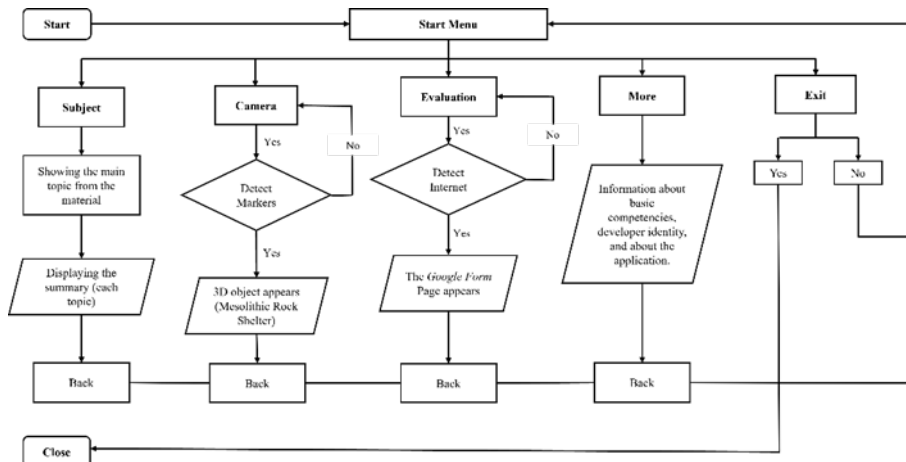 Start
Start Menu
Subject
Camera
Evaluation
More
Exit
Yes
No
Yes
No
Showing the main
topic from the
material
Detect
Markers
Detect
Internet
Information about
basic
competencies,
developer identity,
and about the
application.
Yes
No
Yes
Yes
Displaying the
summary (each
topic)
3D object appears
(Mesolithic Rock
Shelter)
The Google Form
Page appears
Back
Back
Back
Back
Close